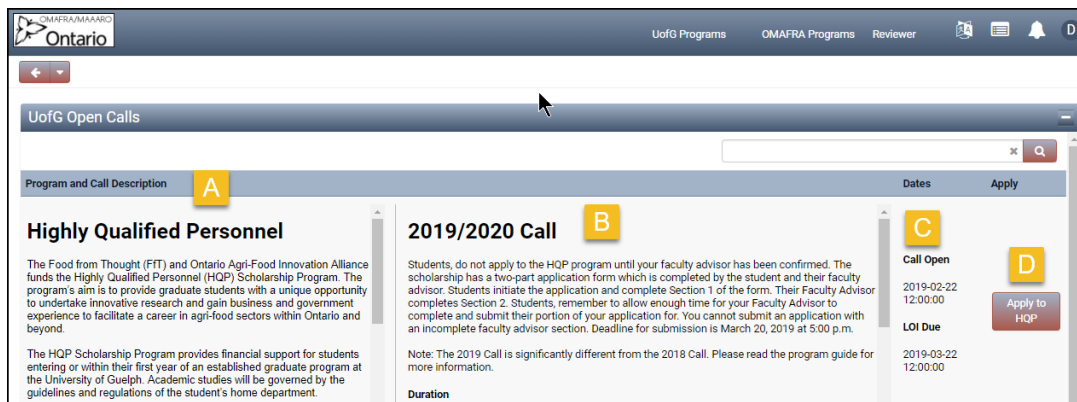 OMAFRA/MAAARO
Ontario
UofG Programs
OMAFRA Programs
Reviewer
D
UofG Open Calls
Program and Call Description
A
Dates
Apply
Highly Qualified Personnel
The Food from Thought (FfT) and Ontario Agri-Food Innovation Alliance
funds the Highly Qualified Personnel (HQP) Scholarship Program. The
program's aim is to provide graduate students with a unique opportunity
to undertake innovative research and gain business and government
experience to facilitate a career in agri-food sectors within Ontario and
beyond.
The HQP Scholarship Program provides financial support for students
entering or within their first year of an established graduate program at
the University of Guelph. Academic studies will be governed by the
guidelines and regulations of the student's home department.
2019/2020 Call
B
Students, do not apply to the HQP program until your faculty advisor has been confirmed. The
scholarship has a two-part application form which is completed by the student and their faculty
advisor. Students initiate the application and complete Section 1 of the form. Their Faculty Advisor
completes Section 2. Students, remember to allow enough time for your Faculty Advisor to
complete and submit their portion of your application for. You cannot submit an application with
an incomplete faculty advisor section. Deadline for submission is March 20, 2019 at 5:00 p.m.
Note: The 2019 Call is significantly different from the 2018 Call. Please read the program guide for
more information.
Duration
C
Call Open
2019-02-22
12:00:00
LOI Due
2019-03-22
12:00:00
D
Apply to
HQP